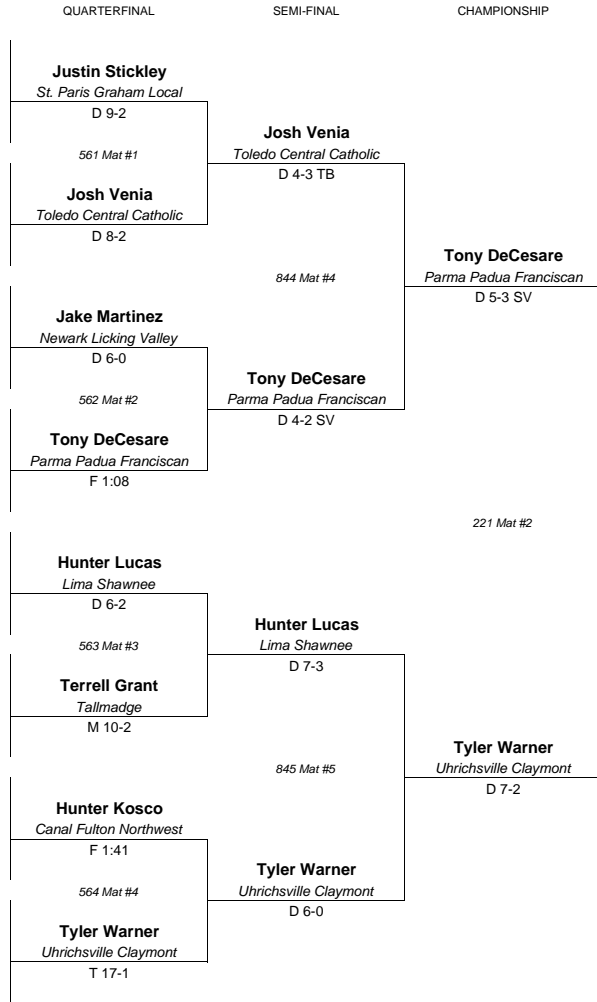 QUARTERFINAL SEMI-FINAL CHAMPIONSHIP
Justin Stickley
St. Paris Graham Local
D 9-2
561 Mat #1
Josh Venia
Toledo Central Catholic
D 8-2
Josh Venia
Toledo Central Catholic
D 4-3 TB
844 Mat #4
Jake Martinez
Newark Licking Valley
D 6-0
562 Mat #2
Tony DeCesare
Parma Padua Franciscan
F 1:08
Tony DeCesare
Parma Padua Franciscan
D 4-2 SV
Tony DeCesare
Parma Padua Franciscan
D 5-3 SV
221 Mat #2
Hunter Lucas
Lima Shawnee
D 6-2
563 Mat #3
Terrell Grant
Tallmadge
M 10-2
Hunter Lucas
Lima Shawnee
D 7-3
845 Mat #5
Hunter Kosco
Canal Fulton Northwest
F 1:41
564 Mat #4
Tyler Warner
Uhrichsville Claymont
T 17-1
Tyler Warner
Uhrichsville Claymont
D 6-0
Tyler Warner
Uhrichsville Claymont
D 7-2